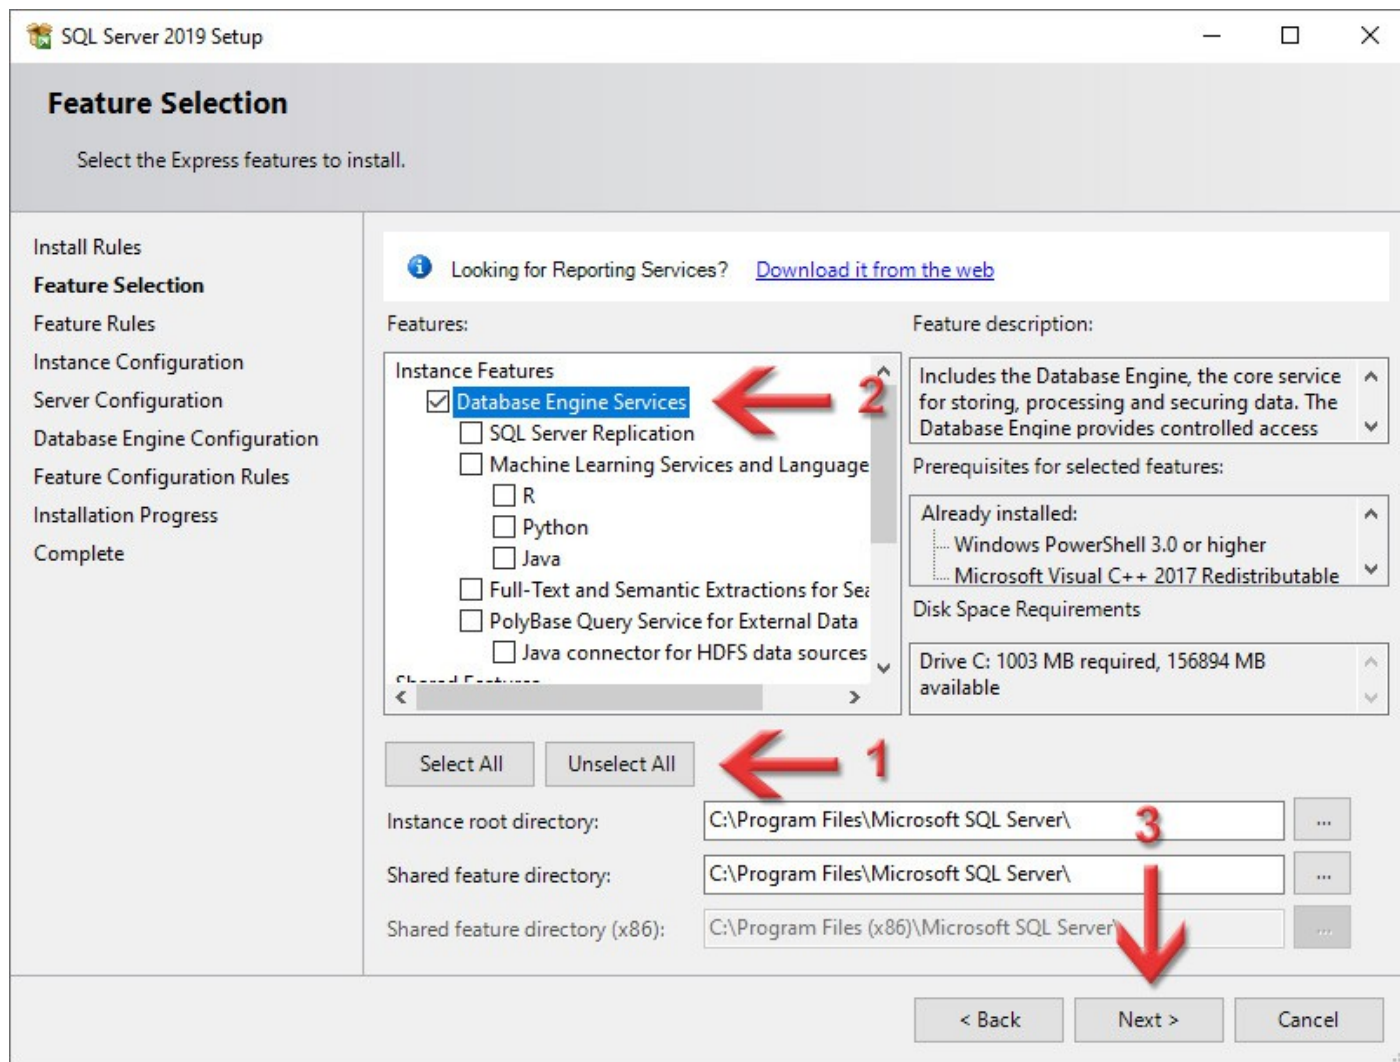 SQL Server 2019 Setup
Feature Selection
Select the Express features to install.
Install Rules
Feature Selection
Feature Rules
Instance Configuration
Server Configuration
Database Engine Configuration
Feature Configuration Rules
Installation Progress
Complete
Looking for Reporting Services? Download it from the web
Features:
Instance Features
Database Engine Services
2
SQL Server Replication
Machine Learning Services and Language
R
Python
Java
Full-Text and Semantic Extractions for Sea
PolyBase Query Service for External Data
Java connector for HDFS data sources
Shared Features
Feature description:
Includes the Database Engine, the core service
for storing, processing and securing data. The
Database Engine provides controlled access
Prerequisites for selected features:
Already installed:
Windows PowerShell 3.0 or higher
Microsoft Visual C++ 2017 Redistributable
Disk Space Requirements
Drive C: 1003 MB required, 156894 MB
available
Select All
Unselect All
1
Instance root directory:
C:\Program Files\Microsoft SQL Server\
...
3
Shared feature directory:
C:\Program Files\Microsoft SQL Server\
...
Shared feature directory (x86):
C:\Program Files (x86)\Microsoft SQL Server\
...
< Back
Next >
Cancel